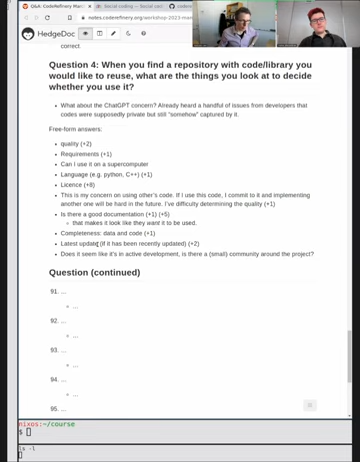 Q&A: CodeRefinery Mar
Social coding — Social codi
codere
notes.coderefinery.org/workshop-2023-mar
HedgeDoc
correct.
Question 4: When you find a repository with code/library you
would like to reuse, what are the things you look at to decide
whether you use it?
• What about the ChatGPT concern? Already heard a handful of issues from developers that
codes were supposedly private but still "somehow" captured by it.
Free-form answers:
• quality (+2)
• Requirements (+1)
• Can I use it on a supercomputer
• Language (e.g. python, C++) (+1)
• Licence (+8)
• This is my concern on using other's code. If I use this code, I commit to it and implementing
another one will be hard in the future. I've difficulty determining the quality (+1)
• Is there a good documentation (+1) (+5)
◦ that makes it look like they want it to be used.
• Completeness: data and code (+1)
• Latest update (if it has been recently updated) (+2)
• Does it seem like it's in active development, is there a (small) community around the project?
Question (continued)
91. ...
◦ ...
92. ...
◦ ...
93. ...
◦ ...
94. ...
◦ ...
95. ...
nixos:~/course
$
ls -l